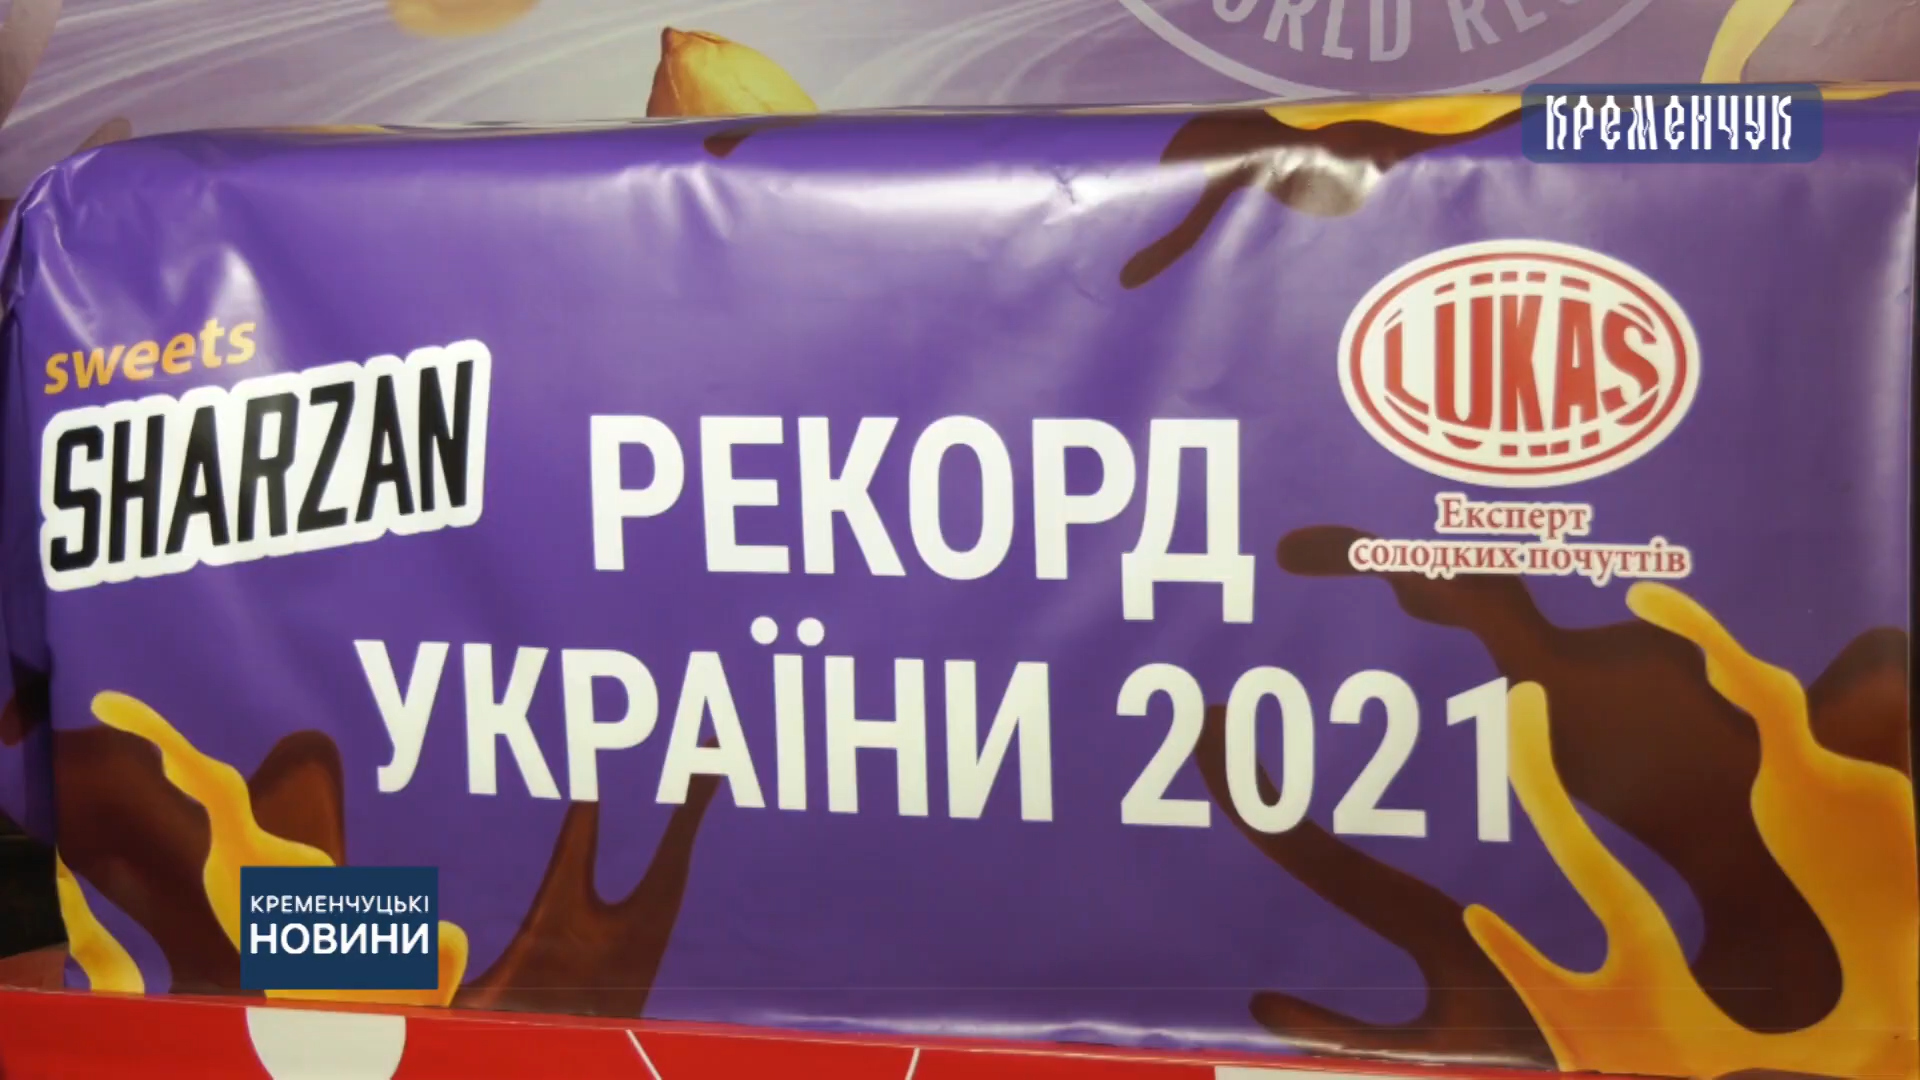 КРЕМЕНЧУК
sweets
SHARZAN
LUKAS
Експерт
солодких почуттів
РЕКОРД
УКРАЇНИ 2021
КРЕМЕНЧУЦЬКІ
НОВИНИ